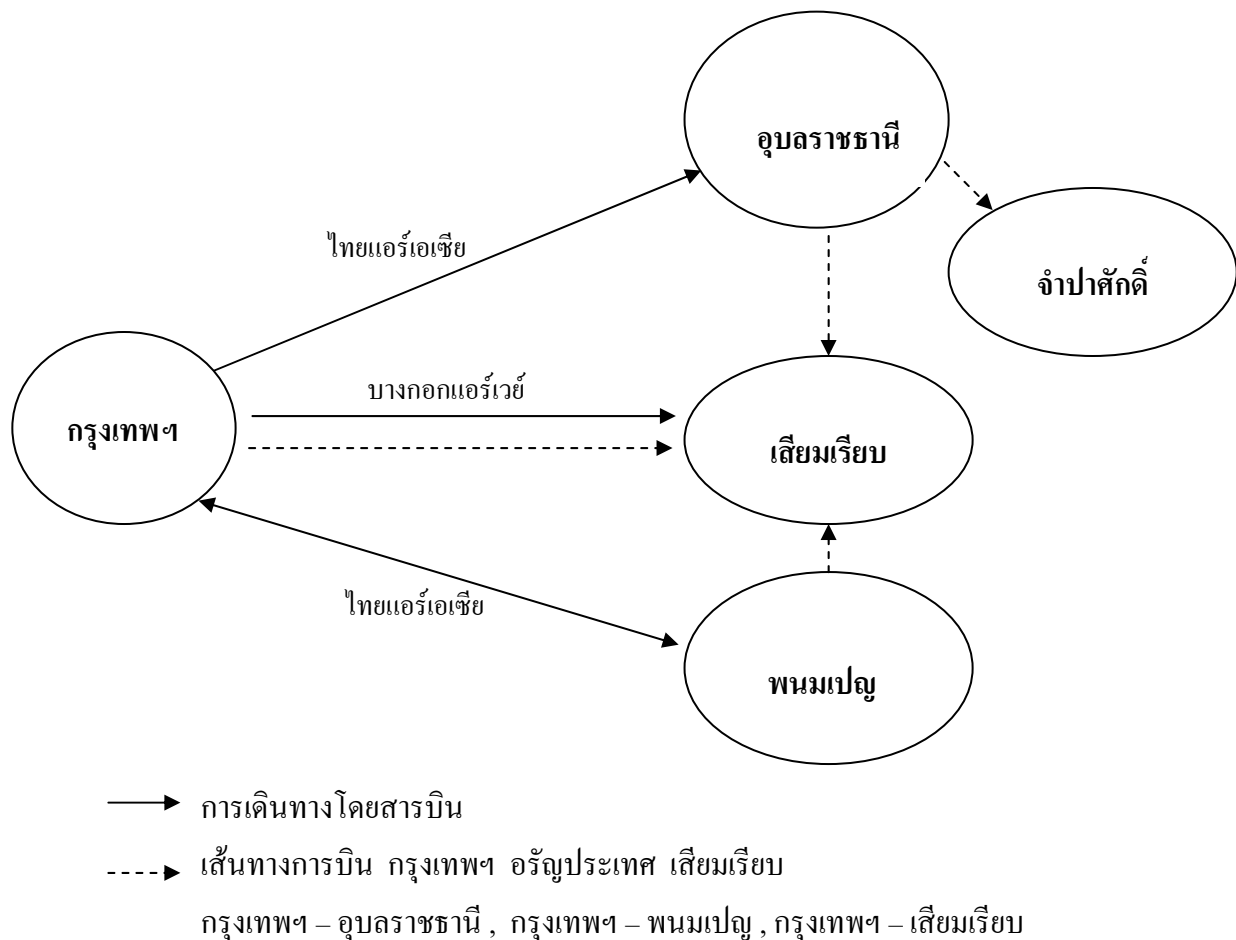 อุบลราชธานี
ไทยแอร์เอเซีย
จำปาศักดิ์
บางกอกแอร์เวย์
กรุงเทพฯ
เสียมเรียบ
ไทยแอร์เอเซีย
พนมเปญ
การเดินทางโดยสารบิน
เส้นทางการบิน กรุงเทพฯ อรัญประเทศ เสียมเรียบ
กรุงเทพฯ – อุบลราชธานี , กรุงเทพฯ – พนมเปญ , กรุงเทพฯ – เสียมเรียบ